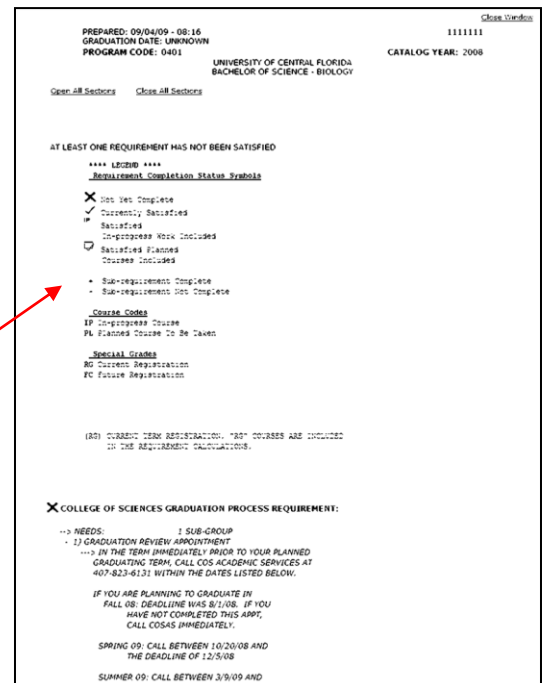 Close Window
PREPARED: 09/04/09 - 08:16 1111111
GRADUATION DATE: UNKNOWN
PROGRAM CODE: 0401 CATALOG YEAR: 2008
UNIVERSITY OF CENTRAL FLORIDA
BACHELOR OF SCIENCE - BIOLOGY
Open All Sections Close All Sections
AT LEAST ONE REQUIREMENT HAS NOT BEEN SATISFIED
**** LEGEND ****
Requirement Completion Status Symbols
Not Yet Complete
Currently Satisfied
IP
Satisfied
In-progress Work Included
Satisfied Planned
Courses Included
+ Sub-requirement Complete
- Sub-requirement Not Complete
Course Codes
IP In-progress Course
PL Planned Course To Be Taken
Special Grades
RG Current Registration
FC Future Registration
(RG) CURRENT TERM REGISTRATION. "RG" COURSES ARE INCLUDED
IN THE REQUIREMENT CALCULATIONS.
COLLEGE OF SCIENCES GRADUATION PROCESS REQUIREMENT:
--> NEEDS: 1 SUB-GROUP
- 1) GRADUATION REVIEW APPOINTMENT
---> IN THE TERM IMMEDIATELY PRIOR TO YOUR PLANNED
GRADUATING TERM, CALL COS ACADEMIC SERVICES AT
407-823-6131 WITHIN THE DATES LISTED BELOW.
IF YOU ARE PLANNING TO GRADUATE IN
FALL 08: DEADLIINE WAS 8/1/08. IF YOU
HAVE NOT COMPLETED THIS APPT,
CALL COSAS IMMEDIATELY.
SPRING 09: CALL BETWEEN 10/20/08 AND
THE DEADLINE OF 12/5/08
SUMMER 09: CALL BETWEEN 3/9/09 AND